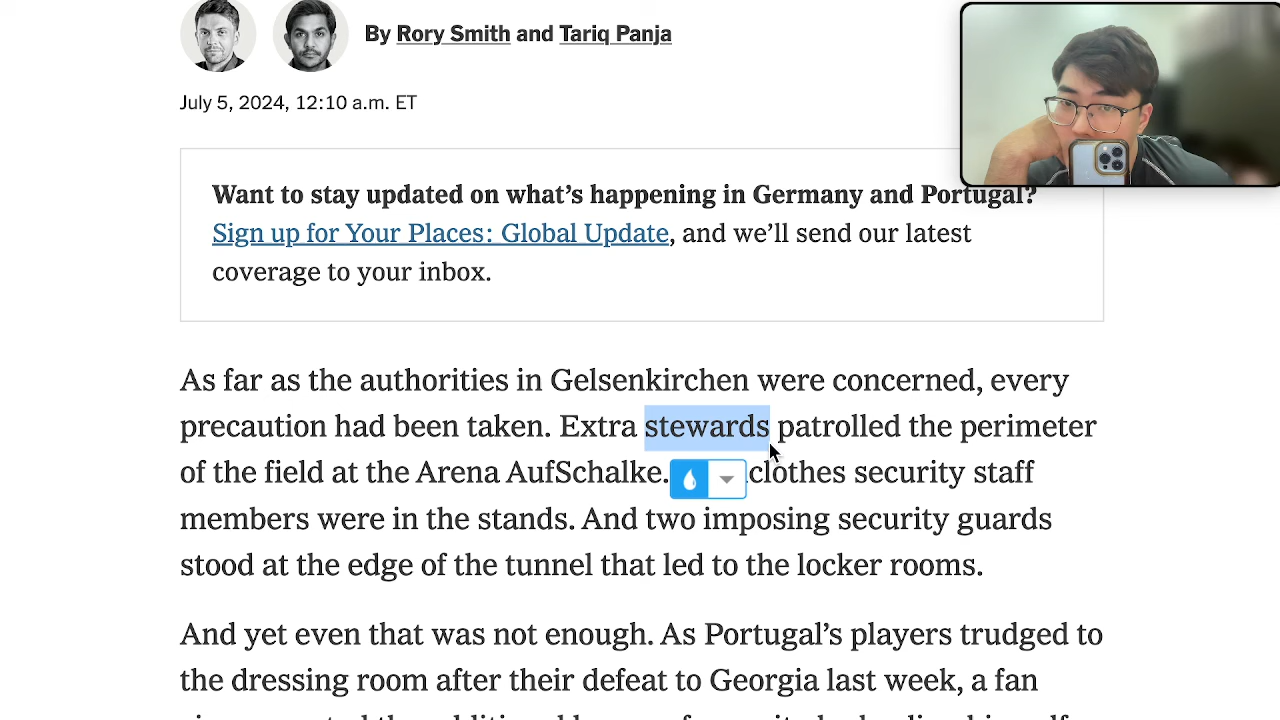 By Rory Smith and Tariq Panja
July 5, 2024, 12:10 a.m. ET
Want to stay updated on what’s happening in Germany and Portugal?
Sign up for Your Places: Global Update, and we’ll send our latest
coverage to your inbox.
As far as the authorities in Gelsenkirchen were concerned, every
precaution had been taken. Extra stewards patrolled the perimeter
of the field at the Arena AufSchalke. clothes security staff
members were in the stands. And two imposing security guards
stood at the edge of the tunnel that led to the locker rooms.
And yet even that was not enough. As Portugal’s players trudged to
the dressing room after their defeat to Georgia last week, a fan